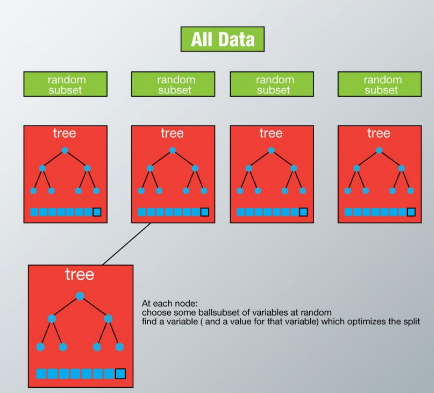 All Data
random
subset
random
subset
random
subset
random
subset
tree
tree
tree
tree
tree
At each node:
choose some ballsubset of variables at random
find a variable ( and a value for that variable) which optimizes the split